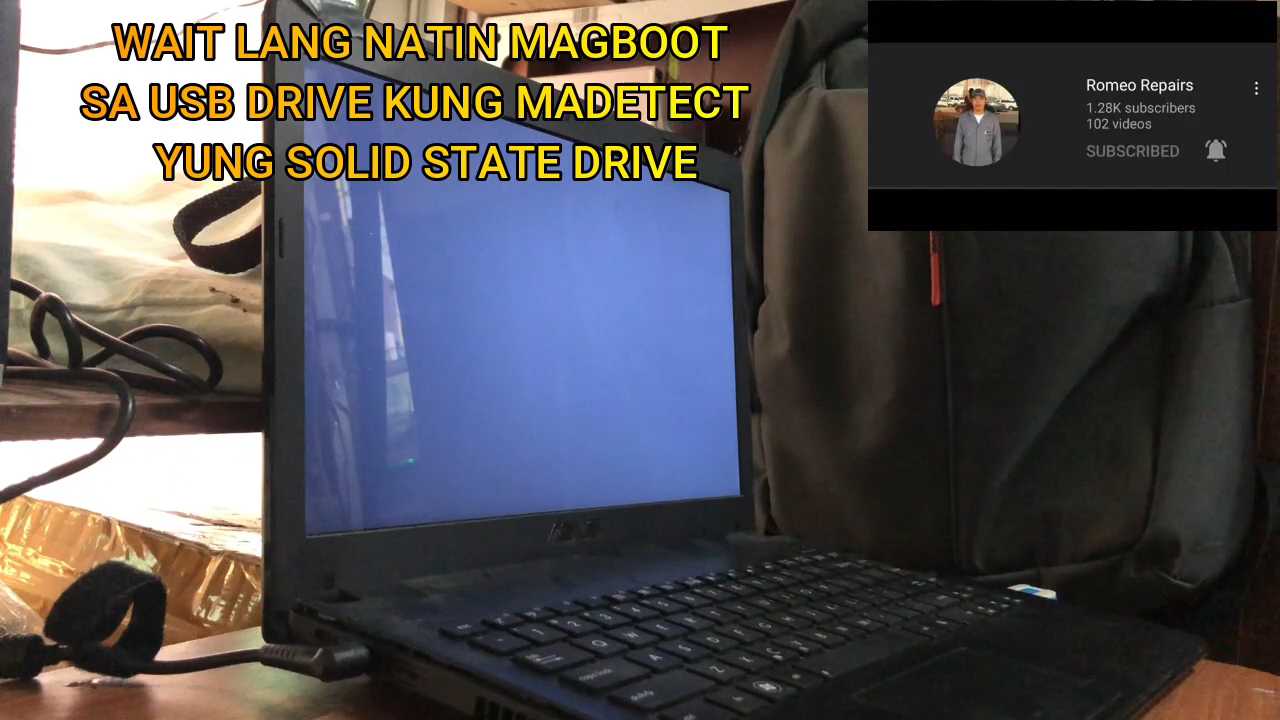 WAIT LANG NATIN MAGBOOT
SA USB DRIVE KUNG MADETECT
YUNG SOLID STATE DRIVE
Romeo Repairs
1.28K subscribers
102 videos
SUBSCRIBED
ASUS